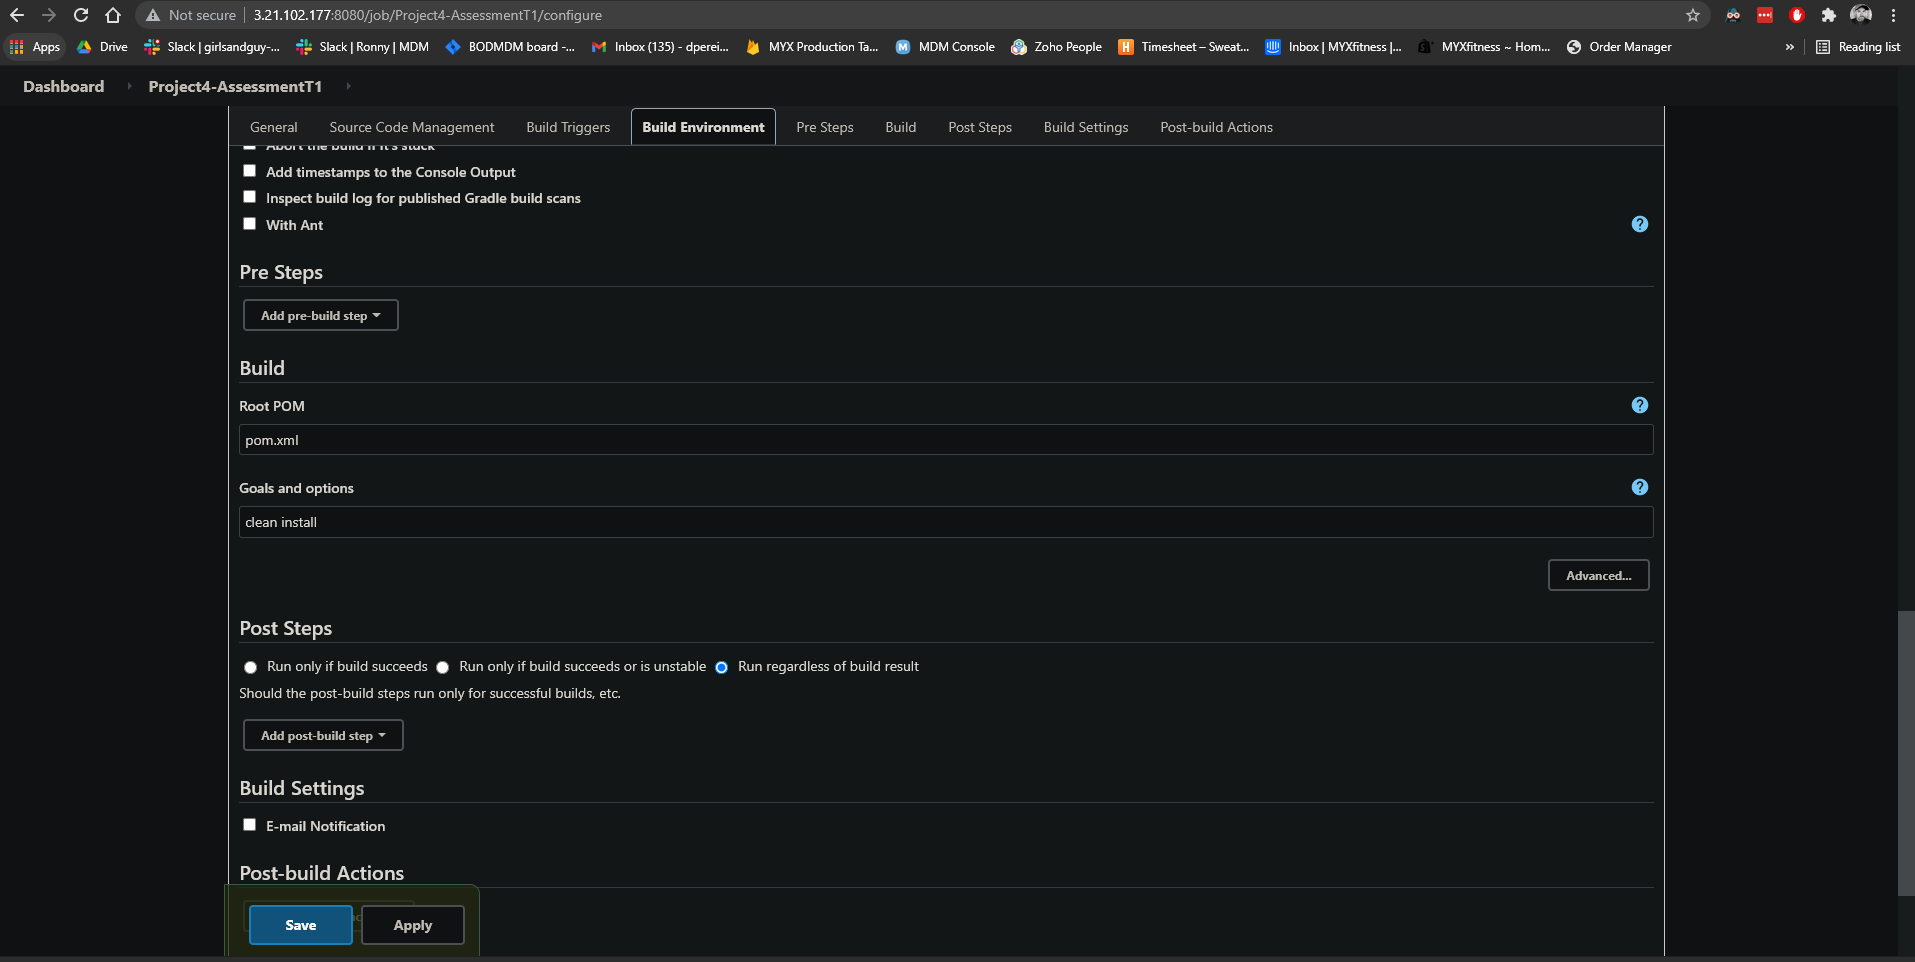 Not secure | 3.21.102.177:8080/job/Project4-AssessmentT1/configure
Apps Drive Slack | girlsandguy-... Slack | Ronny | MDM BODMDM board -... Inbox (135) - dperei... MYX Production Ta... MDM Console Zoho People Timesheet – Sweat... Inbox | MYXfitness |... MYXfitness ~ Hom... Order Manager » Reading list
Dashboard Project4-AssessmentT1
General Source Code Management Build Triggers Build Environment Pre Steps Build Post Steps Build Settings Post-build Actions
Abort the build if it's stuck
Add timestamps to the Console Output
Inspect build log for published Gradle build scans
With Ant
Pre Steps
Add pre-build step
Build
Root POM
pom.xml
Goals and options
clean install
Advanced...
Post Steps
Run only if build succeeds Run only if build succeeds or is unstable Run regardless of build result
Should the post-build steps run only for successful builds, etc.
Add post-build step
Build Settings
E-mail Notification
Post-build Actions
Save Apply